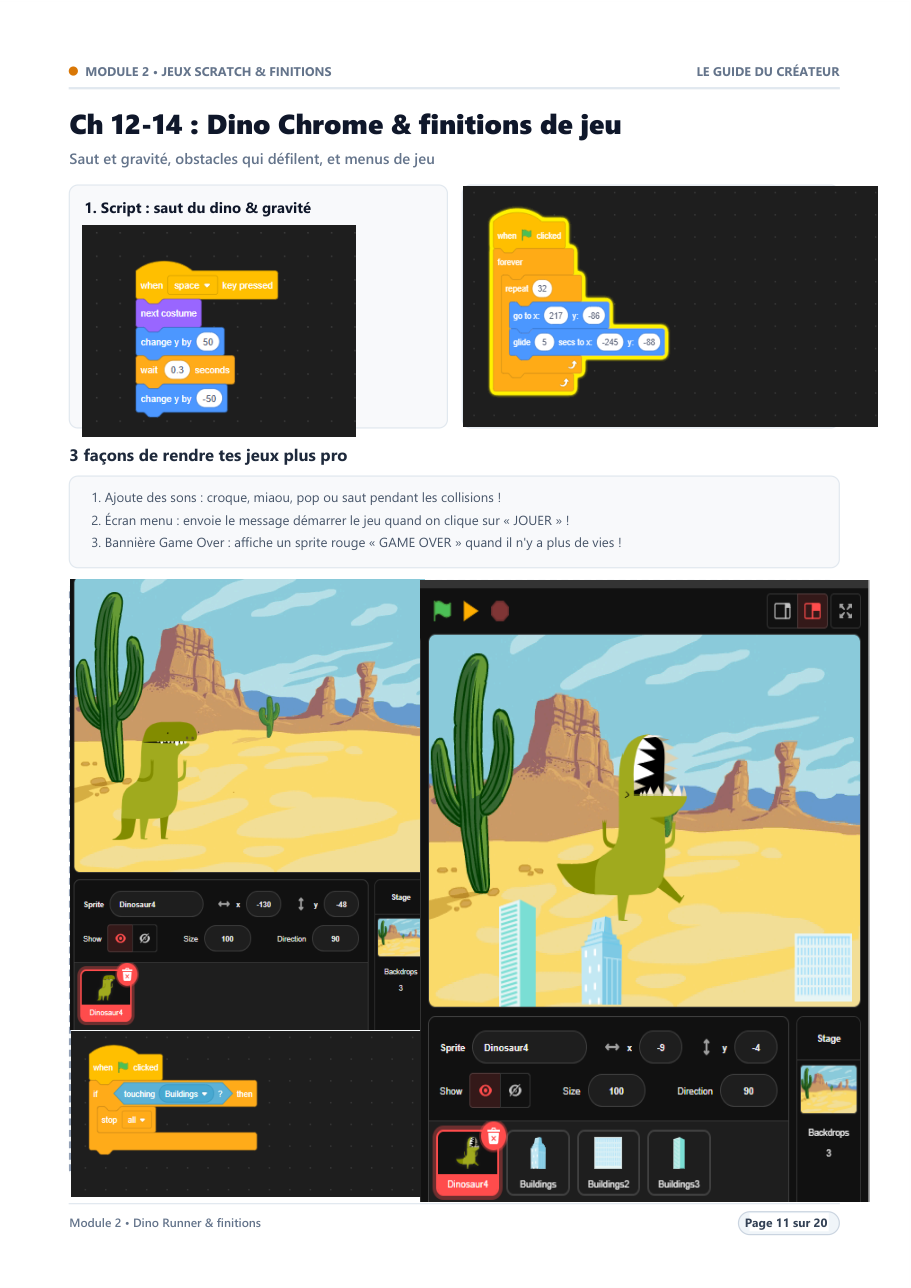 MODULE 2 • JEUX SCRATCH & FINITIONS
LE GUIDE DU CRÉATEUR
Ch 12-14 : Dino Chrome & finitions de jeu
Saut et gravité, obstacles qui défilent, et menus de jeu
1. Script : saut du dino & gravité
when space key pressed
next costume
change y by 50
wait 0.3 seconds
change y by -50
when clicked
forever
repeat 32
go to x: 217 y: -86
glide 5 secs to x: -245 y: -88
3 façons de rendre tes jeux plus pro
1. Ajoute des sons : croque, miaou, pop ou saut pendant les collisions !
2. Écran menu : envoie le message démarrer le jeu quand on clique sur « JOUER » !
3. Bannière Game Over : affiche un sprite rouge « GAME OVER » quand il n'y a plus de vies !
Sprite Dinosaur4 x -130 y -48
Show Size 100 Direction 90
Stage
Backdrops
3
Dinosaur4
when clicked
if touching Buildings ? then
stop all
Sprite Dinosaur4 x -9 y -4
Show Size 100 Direction 90
Stage
Backdrops
3
Dinosaur4 Buildings Buildings2 Buildings3
Module 2 • Dino Runner & finitions
Page 11 sur 20